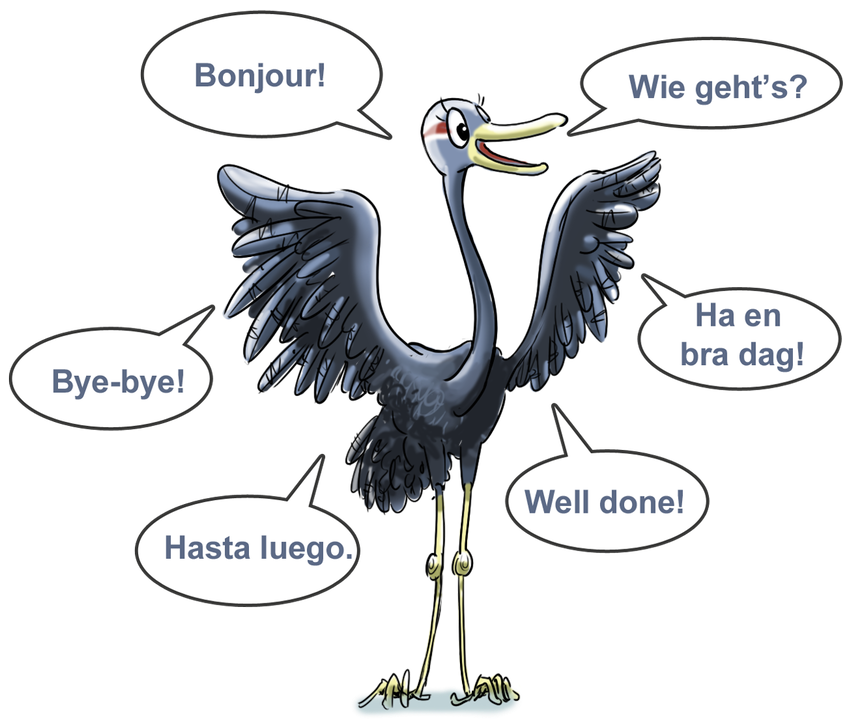 Bonjour!
Wie geht's?
Ha en
bra dag!
Bye-bye!
Well done!
Hasta luego.